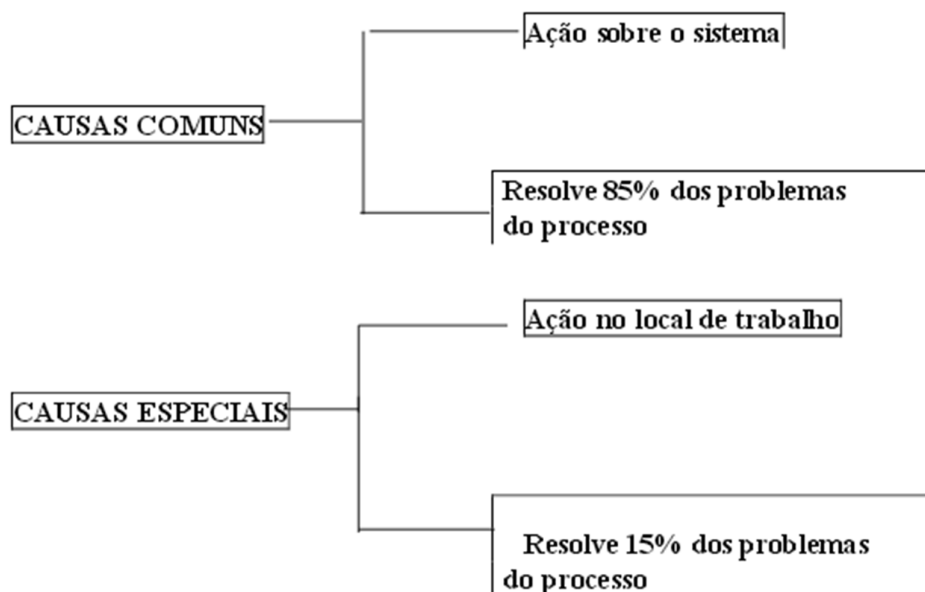 Ação sobre o sistema
CAUSAS COMUNS
Resolve 85% dos problemas
do processo
Ação no local de trabalho
CAUSAS ESPECIAIS
Resolve 15% dos problemas
do processo